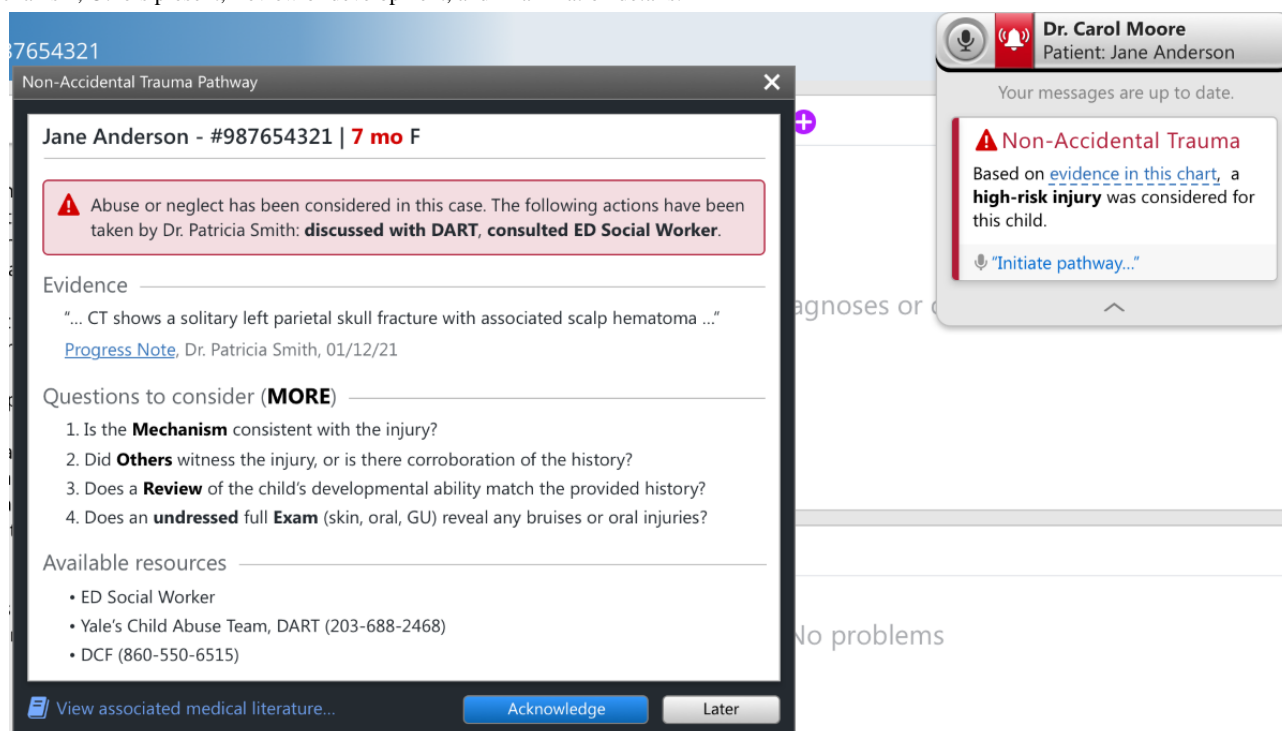 87654321
Non-Accidental Trauma Pathway
Jane Anderson - #987654321 | 7 mo F
Abuse or neglect has been considered in this case. The following actions have been
taken by Dr. Patricia Smith: discussed with DART, consulted ED Social Worker.
Evidence
"... CT shows a solitary left parietal skull fracture with associated scalp hematoma ..."
Progress Note, Dr. Patricia Smith, 01/12/21
Questions to consider (MORE)
1. Is the Mechanism consistent with the injury?
2. Did Others witness the injury, or is there corroboration of the history?
3. Does a Review of the child's developmental ability match the provided history?
4. Does an undressed full Exam (skin, oral, GU) reveal any bruises or oral injuries?
Available resources
• ED Social Worker
• Yale's Child Abuse Team, DART (203-688-2468)
• DCF (860-550-6515)
View associated medical literature...
Acknowledge
Later
Dr. Carol Moore
Patient: Jane Anderson
Your messages are up to date.
Non-Accidental Trauma
Based on evidence in this chart, a
high-risk injury was considered for
this child.
"Initiate pathway..."
agnoses or
No problems